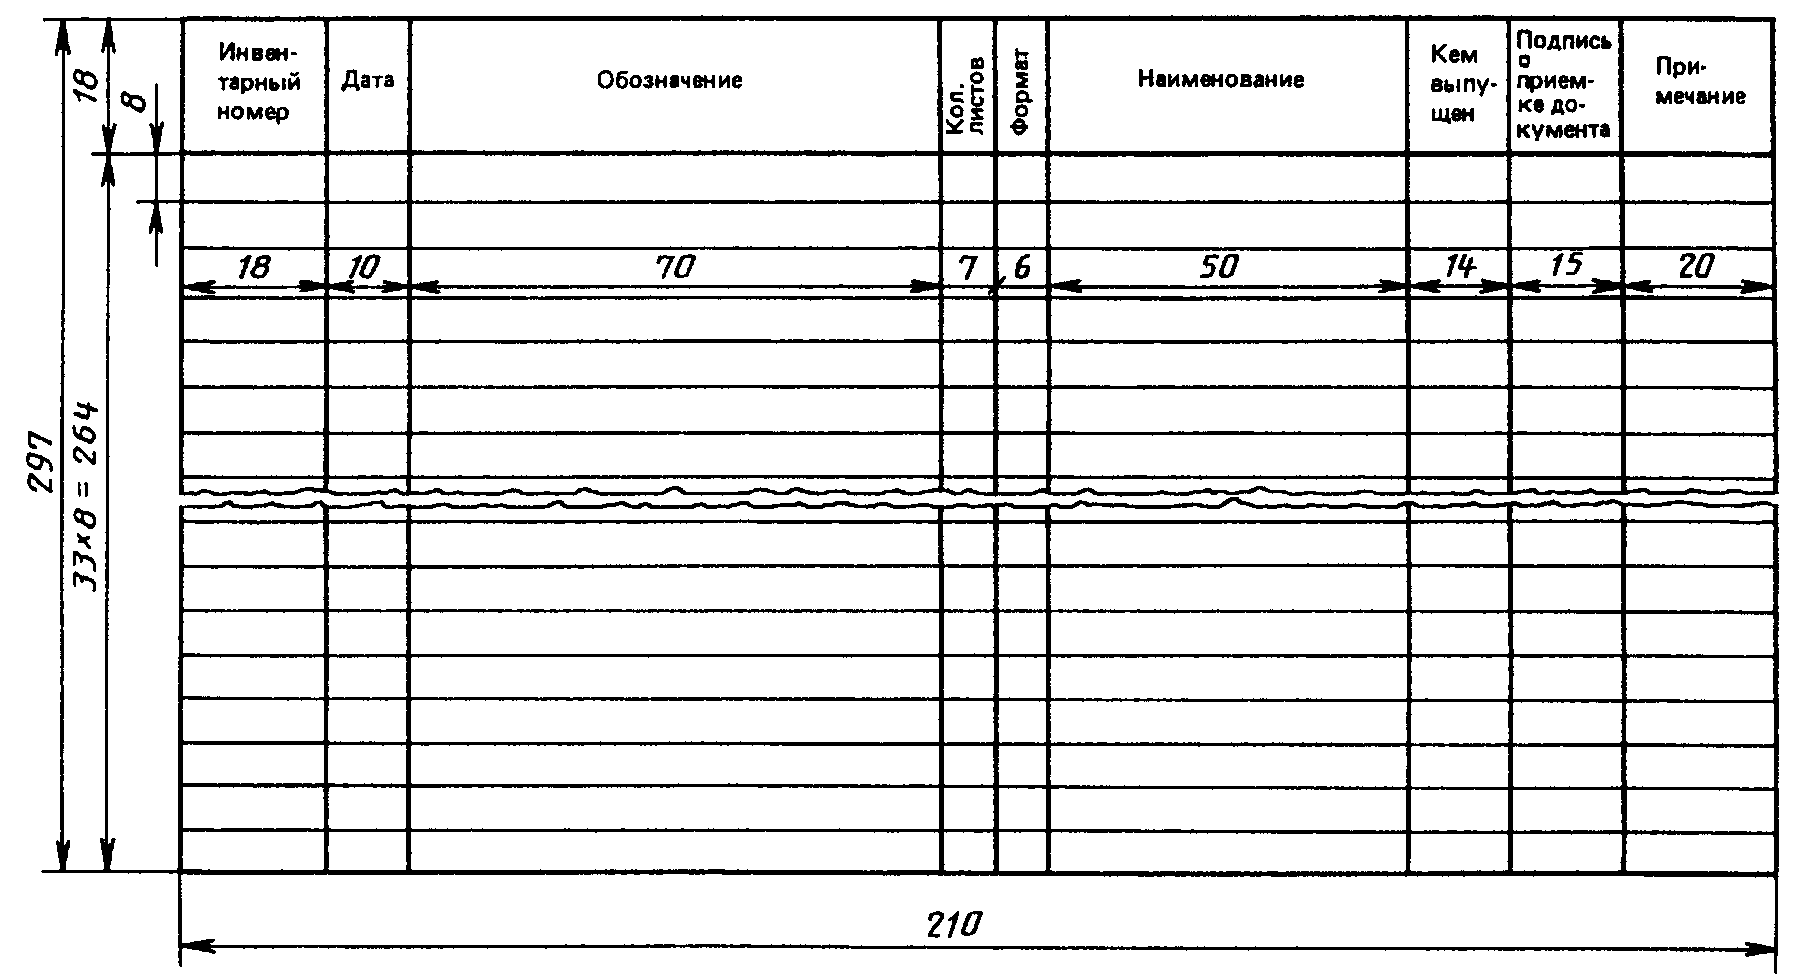 Инвен-
тарный
номер
Дата
Обозначение
Кол.
листов
Формат
Наименование
Кем
выпу-
щен
Подпись
о
прием-
ке до-
кумента
При-
мечание
18
8
18
10
70
7
6
50
14
15
20
297
33×8 = 264
210